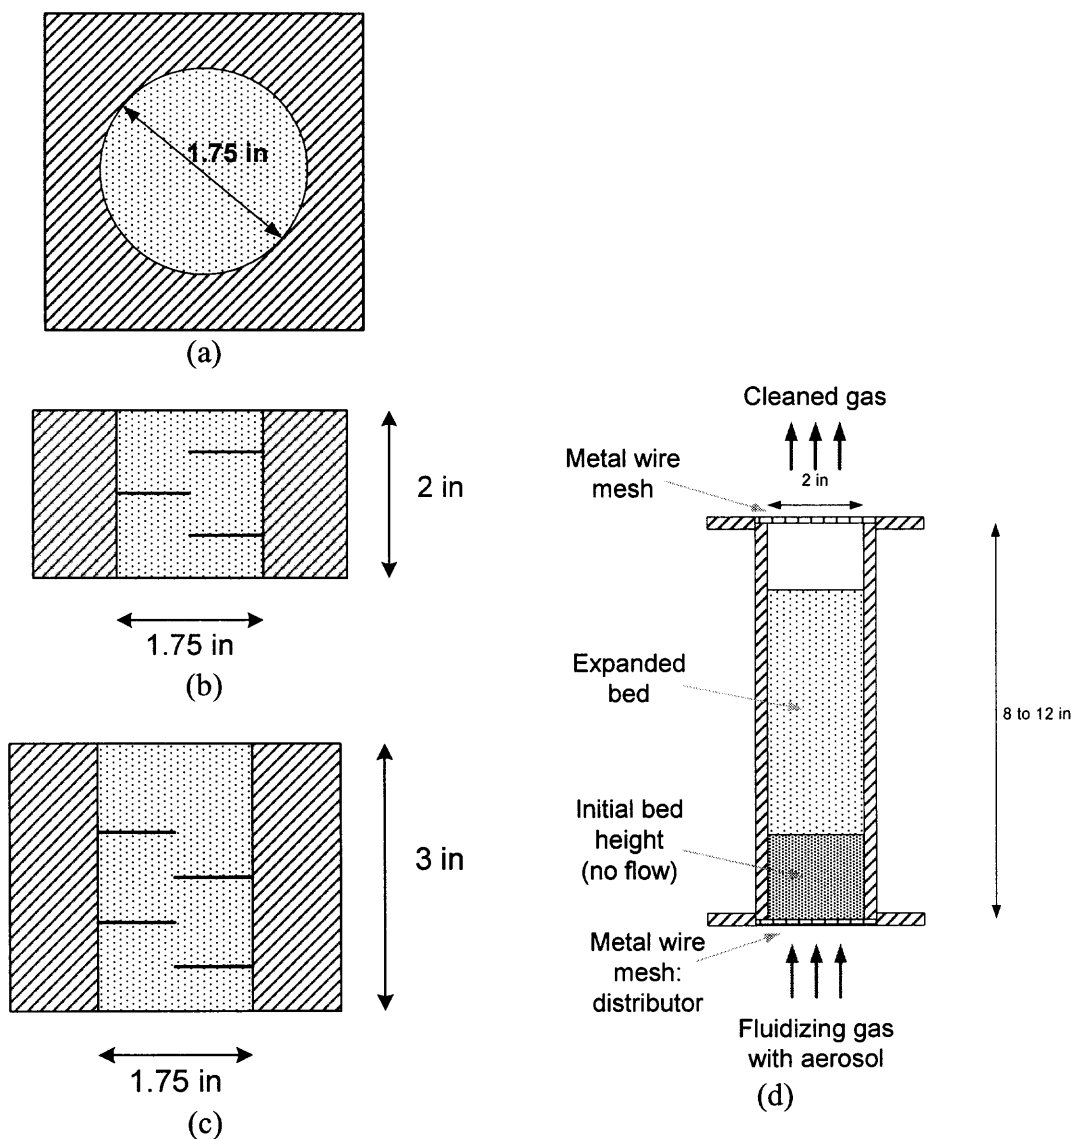 1.75 in
(a)
2 in
1.75 in
(b)
3 in
1.75 in
(c)
Cleaned gas
Metal wire
mesh
2 in
Expanded
bed
8 to 12 in
Initial bed
height
(no flow)
Metal wire
mesh:
distributor
Fluidizing gas
with aerosol
(d)